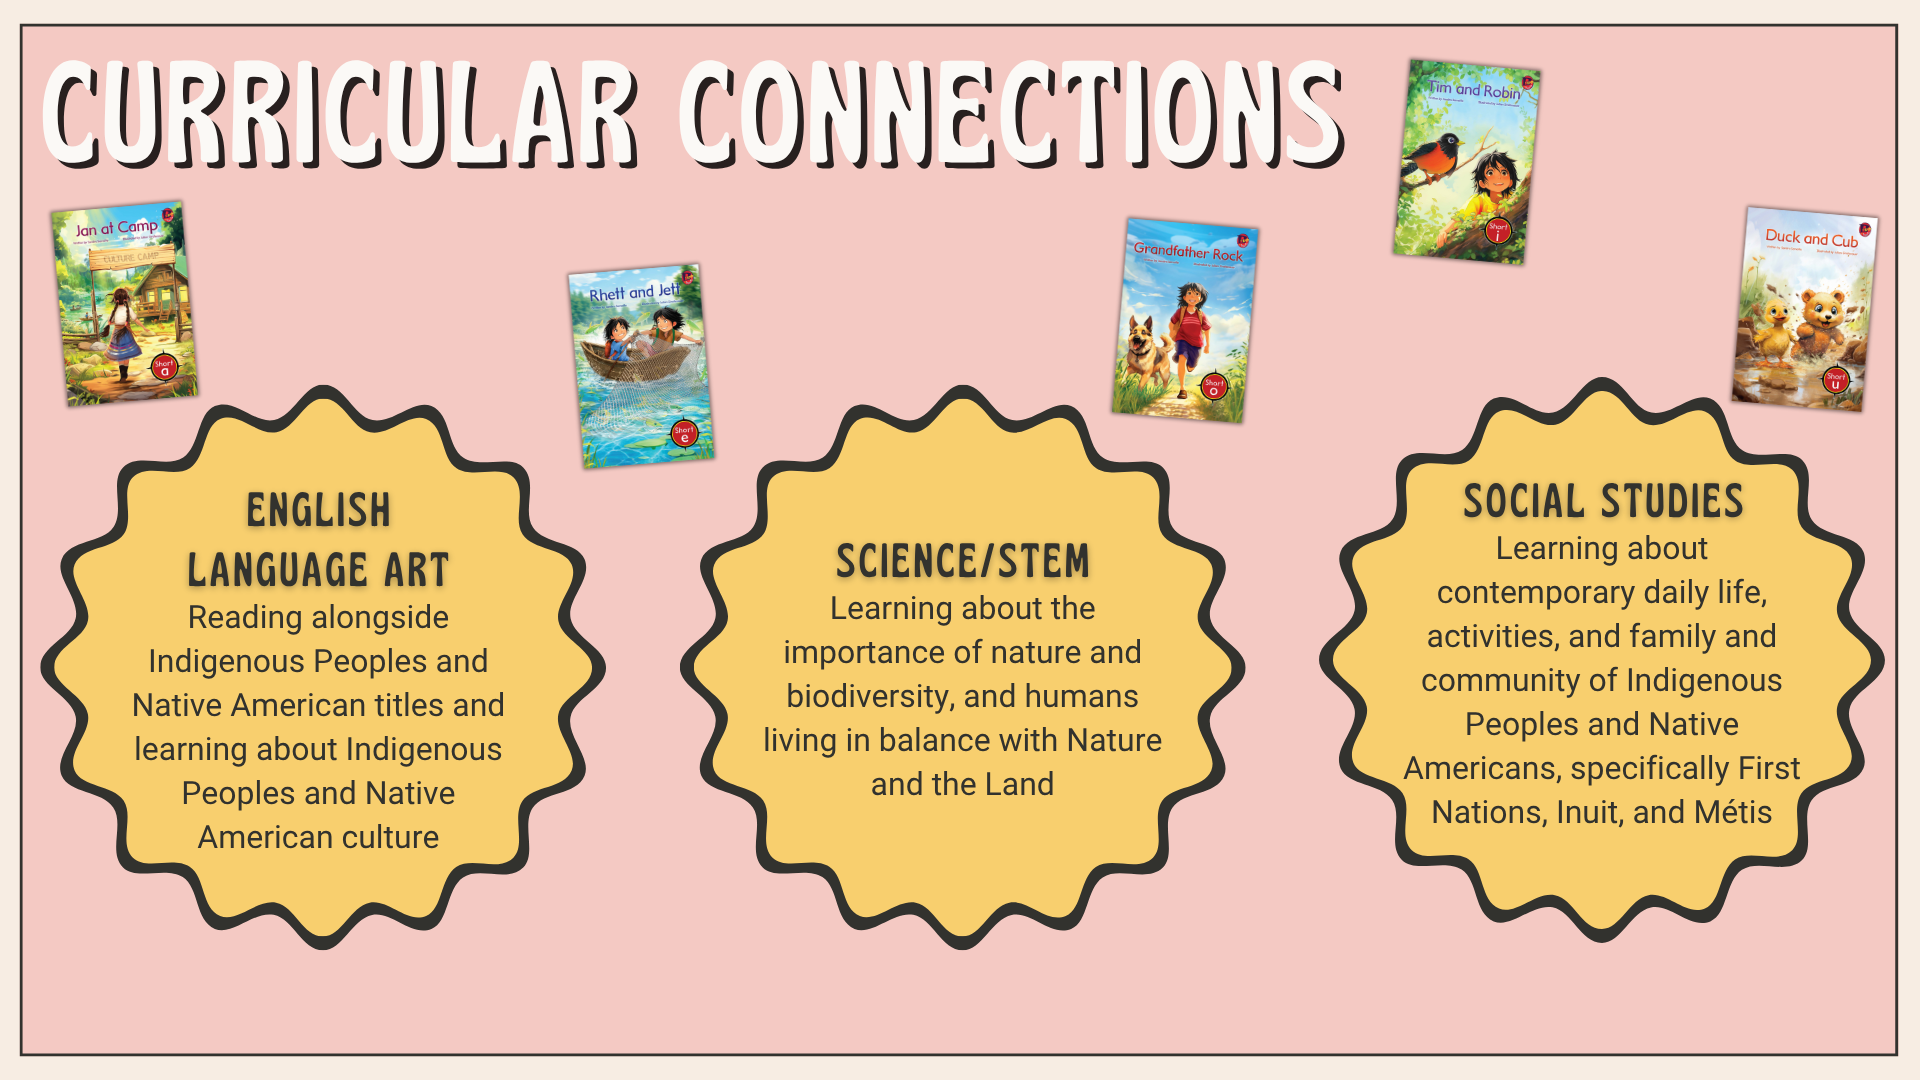 CURRICULAR CONNECTIONS
Tim and Robin
Short
i
Jan at Camp
CULTURE CAMP
Short
a
Duck and Cub
Short
u
Grandfather Rock
Short
o
Rhett and Jett
Short
e
ENGLISH
LANGUAGE ART
Reading alongside
Indigenous Peoples and
Native American titles and
learning about Indigenous
Peoples and Native
American culture
SCIENCE/STEM
Learning about the
importance of nature and
biodiversity, and humans
living in balance with Nature
and the Land
SOCIAL STUDIES
Learning about
contemporary daily life,
activities, and family and
community of Indigenous
Peoples and Native
Americans, specifically First
Nations, Inuit, and Métis